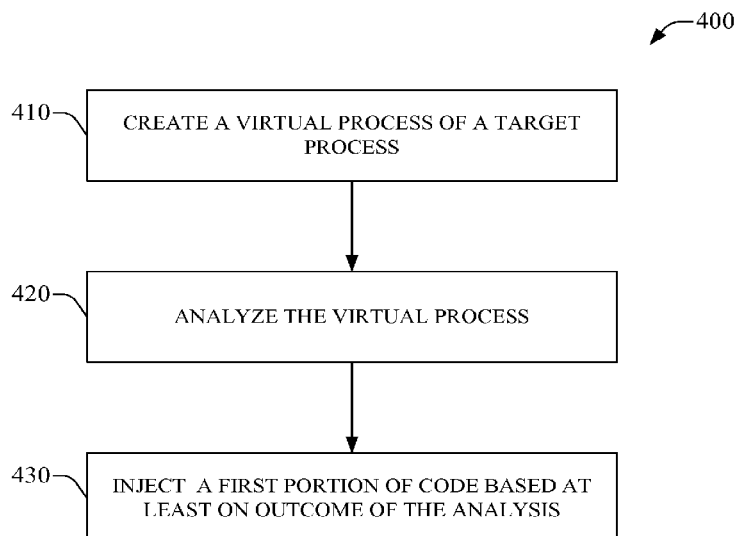 400
410
CREATE A VIRTUAL PROCESS OF A TARGET
PROCESS
420
ANALYZE THE VIRTUAL PROCESS
430
INJECT A FIRST PORTION OF CODE BASED AT
LEAST ON OUTCOME OF THE ANALYSIS